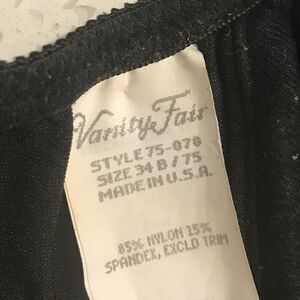 Vanity Fair
STYLE 75-078
SIZE 34 B / 75
MADE IN U.S.A.
85% NYLON 15%
SPANDEX, EXCLD TRIM